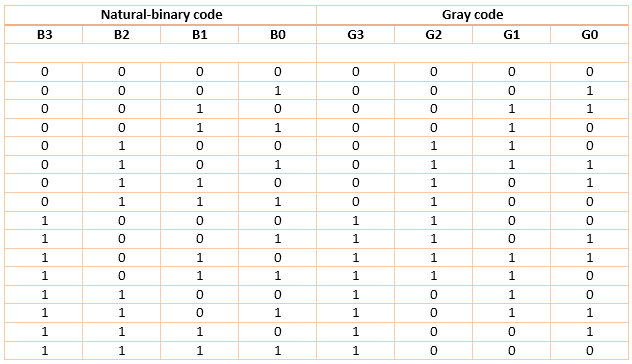 Natural-binary code Gray code
B3 B2 B1 B0 G3 G2 G1 G0
0 0 0 0 0 0 0 0
0 0 0 1 0 0 0 1
0 0 1 0 0 0 1 1
0 0 1 1 0 0 1 0
0 1 0 0 0 1 1 0
0 1 0 1 0 1 1 1
0 1 1 0 0 1 0 1
0 1 1 1 0 1 0 0
1 0 0 0 1 1 0 0
1 0 0 1 1 1 0 1
1 0 1 0 1 1 1 1
1 0 1 1 1 1 1 0
1 1 0 0 1 0 1 0
1 1 0 1 1 0 1 1
1 1 1 0 1 0 0 1
1 1 1 1 1 0 0 0